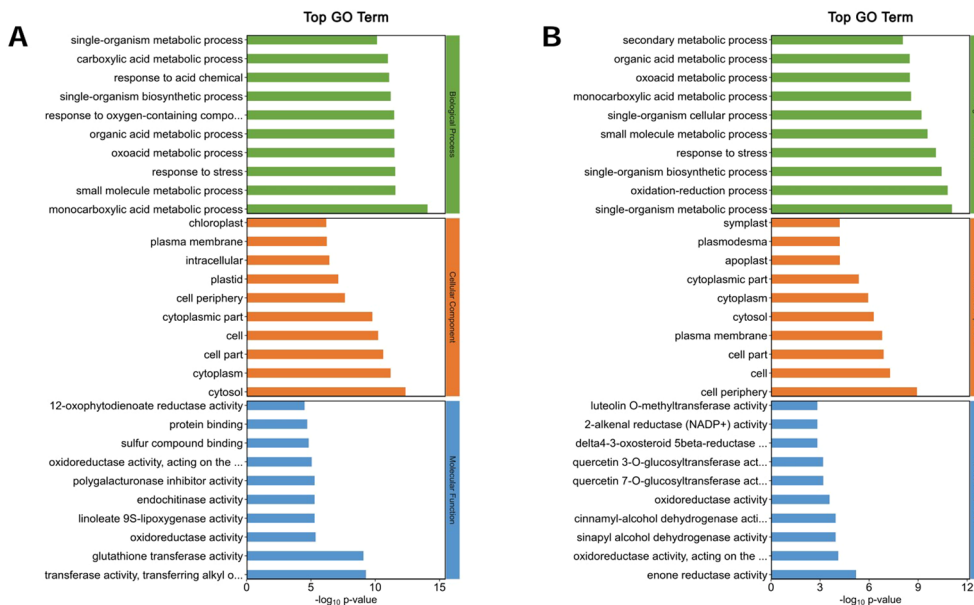 A
Top GO Term
single-organism metabolic process
carboxylic acid metabolic process
response to acid chemical
single-organism biosynthetic process
response to oxygen-containing compo...
organic acid metabolic process
oxoacid metabolic process
response to stress
small molecule metabolic process
monocarboxylic acid metabolic process
Biological Process
chloroplast
plasma membrane
intracellular
plastid
cell periphery
cytoplasmic part
cell
cell part
cytoplasm
cytosol
Cellular Component
12-oxophytodienoate reductase activity
protein binding
sulfur compound binding
oxidoreductase activity, acting on the ...
polygalacturonase inhibitor activity
endochitinase activity
linoleate 9S-lipoxygenase activity
oxidoreductase activity
glutathione transferase activity
transferase activity, transferring alkyl o...
Molecular Function
0 5 10 15
-log10 p-value
B
Top GO Term
secondary metabolic process
organic acid metabolic process
oxoacid metabolic process
monocarboxylic acid metabolic process
single-organism cellular process
small molecule metabolic process
response to stress
single-organism biosynthetic process
oxidation-reduction process
single-organism metabolic process
symplast
plasmodesma
apoplast
cytoplasmic part
cytoplasm
cytosol
plasma membrane
cell part
cell
cell periphery
luteolin O-methyltransferase activity
2-alkenal reductase (NADP+) activity
delta4-3-oxosteroid 5beta-reductase ...
quercetin 3-O-glucosyltransferase act...
quercetin 7-O-glucosyltransferase act...
oxidoreductase activity
cinnamyl-alcohol dehydrogenase acti...
sinapyl alcohol dehydrogenase activity
oxidoreductase activity, acting on the ...
enone reductase activity
0 3 6 9 12
-log10 p-value